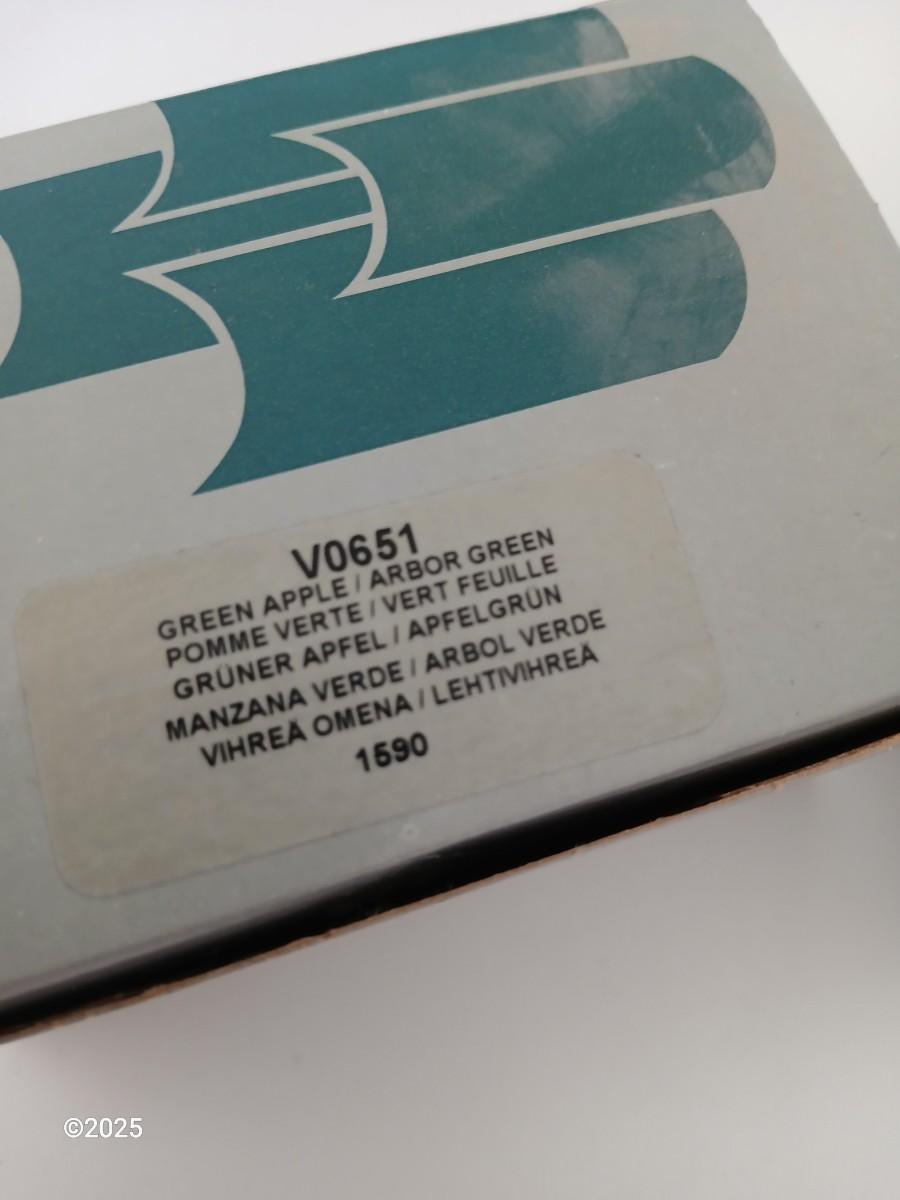 V0651
GREEN APPLE / ARBOR GREEN
POMME VERTE / VERT FEUILLE
GRÜNER APFEL / APFELGRÜN
MANZANA VERDE / ARBOL VERDE
VIHREÄ OMENA / LEHTIVIHREÄ
1590
©2025